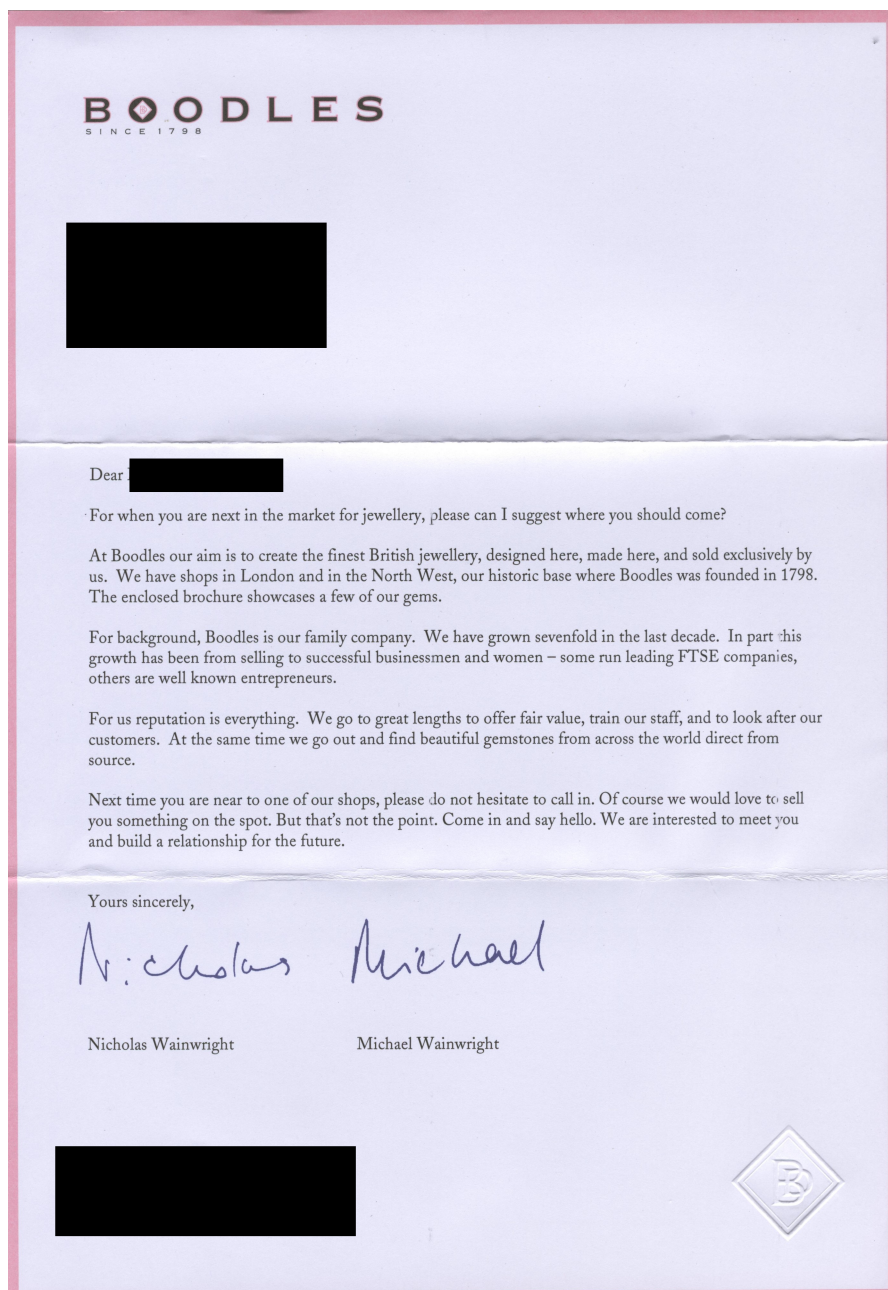 BOODLES
SINCE 1798
Dear
For when you are next in the market for jewellery, please can I suggest where you should come?
At Boodles our aim is to create the finest British jewellery, designed here, made here, and sold exclusively by
us. We have shops in London and in the North West, our historic base where Boodles was founded in 1798.
The enclosed brochure showcases a few of our gems.
For background, Boodles is our family company. We have grown sevenfold in the last decade. In part this
growth has been from selling to successful businessmen and women – some run leading FTSE companies,
others are well known entrepreneurs.
For us reputation is everything. We go to great lengths to offer fair value, train our staff, and to look after our
customers. At the same time we go out and find beautiful gemstones from across the world direct from
source.
Next time you are near to one of our shops, please do not hesitate to call in. Of course we would love to sell
you something on the spot. But that's not the point. Come in and say hello. We are interested to meet you
and build a relationship for the future.
Yours sincerely,
Nicholas Michael
Nicholas Wainwright Michael Wainwright